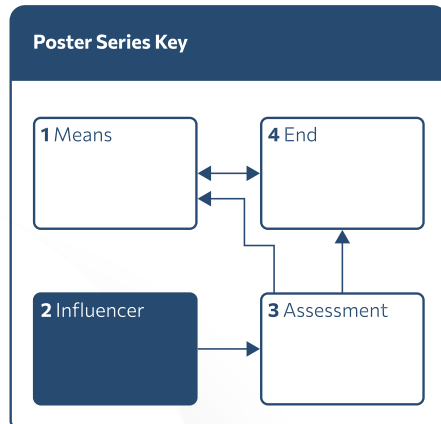 Poster Series Key
1 Means
4 End
2 Influencer
3 Assessment